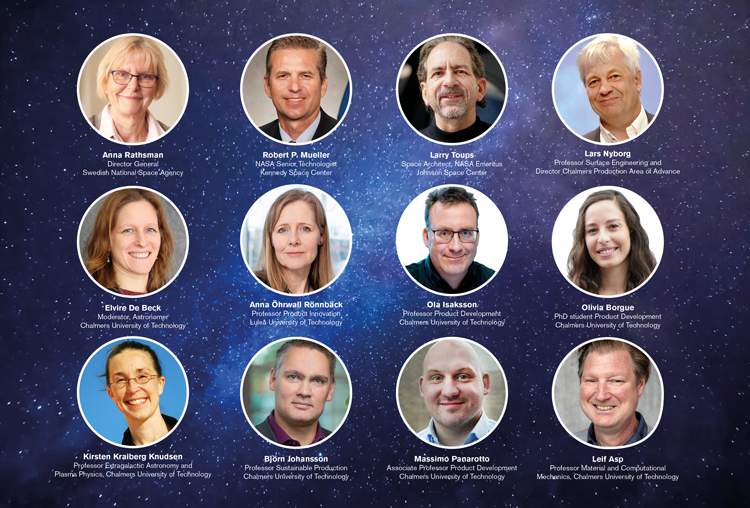 Anna Rathsman
Director General
Swedish National Space Agency
Robert P. Mueller
NASA Senior Technologist
Kennedy Space Center
Larry Toups
Space Architect, NASA Emeritus
Johnson Space Center
Lars Nyborg
Professor Surface Engineering and
Director Chalmers Production Area of Advance
Elvire De Beck
Moderator, Astronomer
Chalmers University of Technology
Anna Öhrwall Rönnbäck
Professor Product Innovation
Luleå University of Technology
Ola Isaksson
Professor Product Development
Chalmers University of Technology
Olivia Borgue
PhD student Product Development
Chalmers University of Technology
Kirsten Kraiberg Knudsen
Professor Extragalactic Astronomy and
Plasma Physics, Chalmers University of Technology
Björn Johansson
Professor Sustainable Production
Chalmers University of Technology
Massimo Panarotto
Associate Professor Product Development
Chalmers University of Technology
Leif Asp
Professor Material and Computational
Mechanics, Chalmers University of Technology